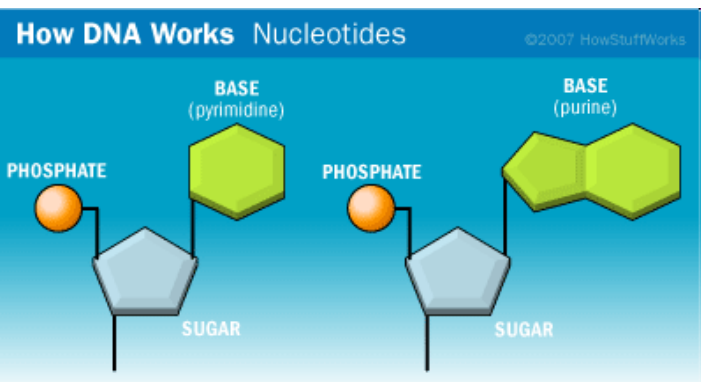 How DNA Works Nucleotides
©2007 HowStuffWorks
BASE
(pyrimidine)
BASE
(purine)
PHOSPHATE
PHOSPHATE
SUGAR
SUGAR